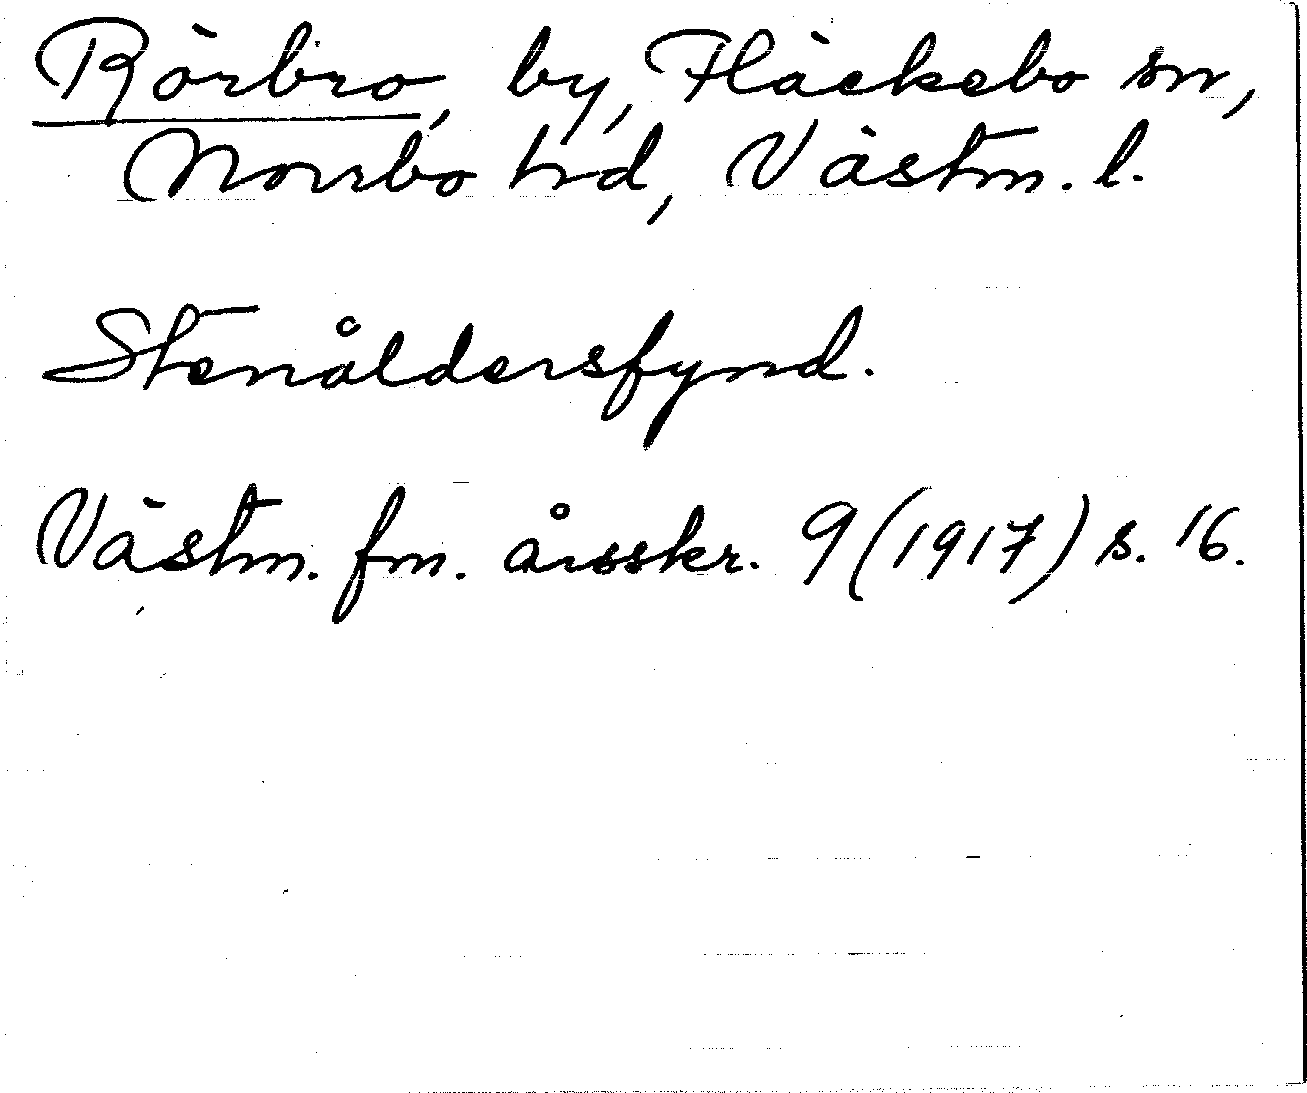 Rörbro, by, Fläckebo sn,
Norrbo hd, Västm. l.
Stenåldersfynd.
Västm. fm. årsskr. 9 (1917) s. 16.